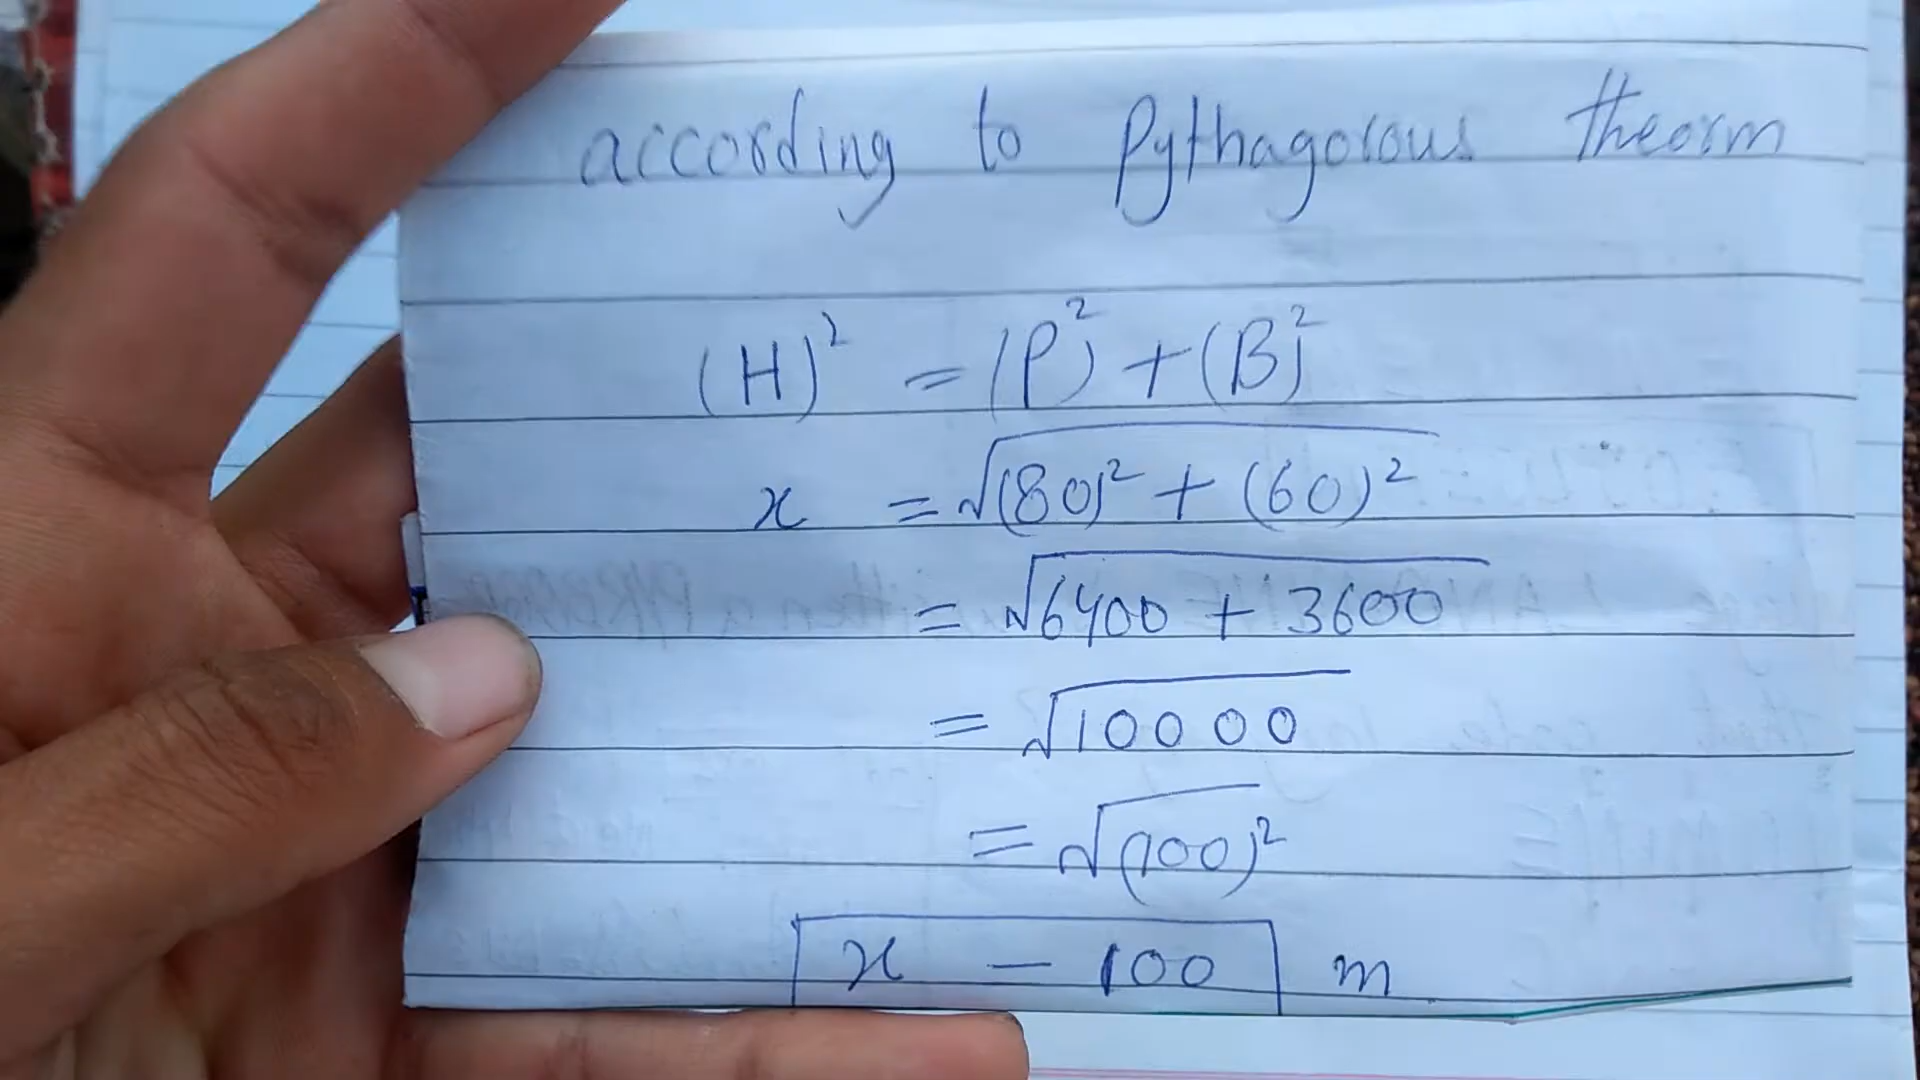 according to Pythagorous theorm
(H)² = (P)² + (B)²
x = √(80)² + (60)²
= √6400 + 3600
= √10000
= √(100)²
x – 100 m